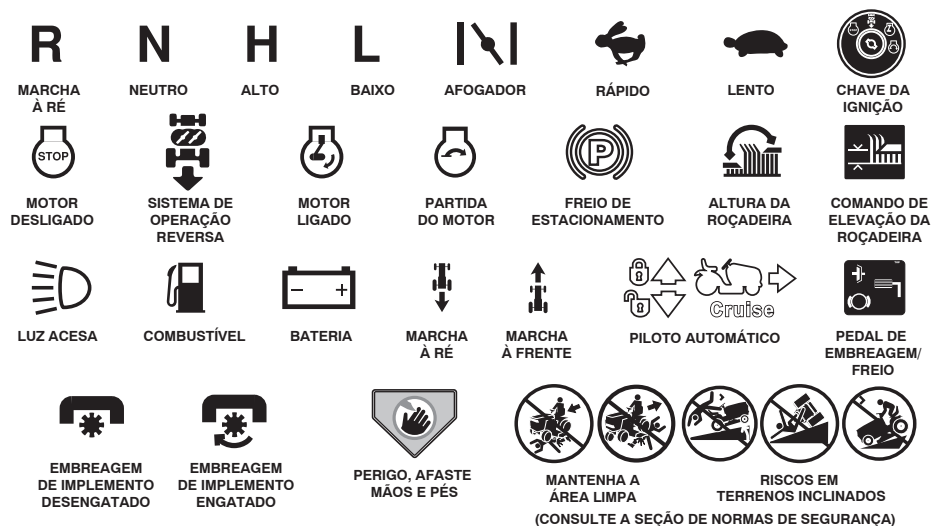 R N H L
MARCHA
À RÉ
NEUTRO
ALTO
BAIXO
AFOGADOR
RÁPIDO
LENTO
CHAVE DA
IGNIÇÃO
STOP
P
MOTOR
DESLIGADO
SISTEMA DE
OPERAÇÃO
REVERSA
MOTOR
LIGADO
PARTIDA
DO MOTOR
FREIO DE
ESTACIONAMENTO
ALTURA DA
ROÇADEIRA
COMANDO DE
ELEVAÇÃO DA
ROÇADEIRA
Cruise
LUZ ACESA
COMBUSTÍVEL
BATERIA
MARCHA
À RÉ
MARCHA
À FRENTE
PILOTO AUTOMÁTICO
PEDAL DE
EMBREAGEM/
FREIO
EMBREAGEM
DE IMPLEMENTO
DESENGATADO
EMBREAGEM
DE IMPLEMENTO
ENGATADO
PERIGO, AFASTE
MÃOS E PÉS
MANTENHA A
ÁREA LIMPA
RISCOS EM
TERRENOS INCLINADOS
(CONSULTE A SEÇÃO DE NORMAS DE SEGURANÇA)